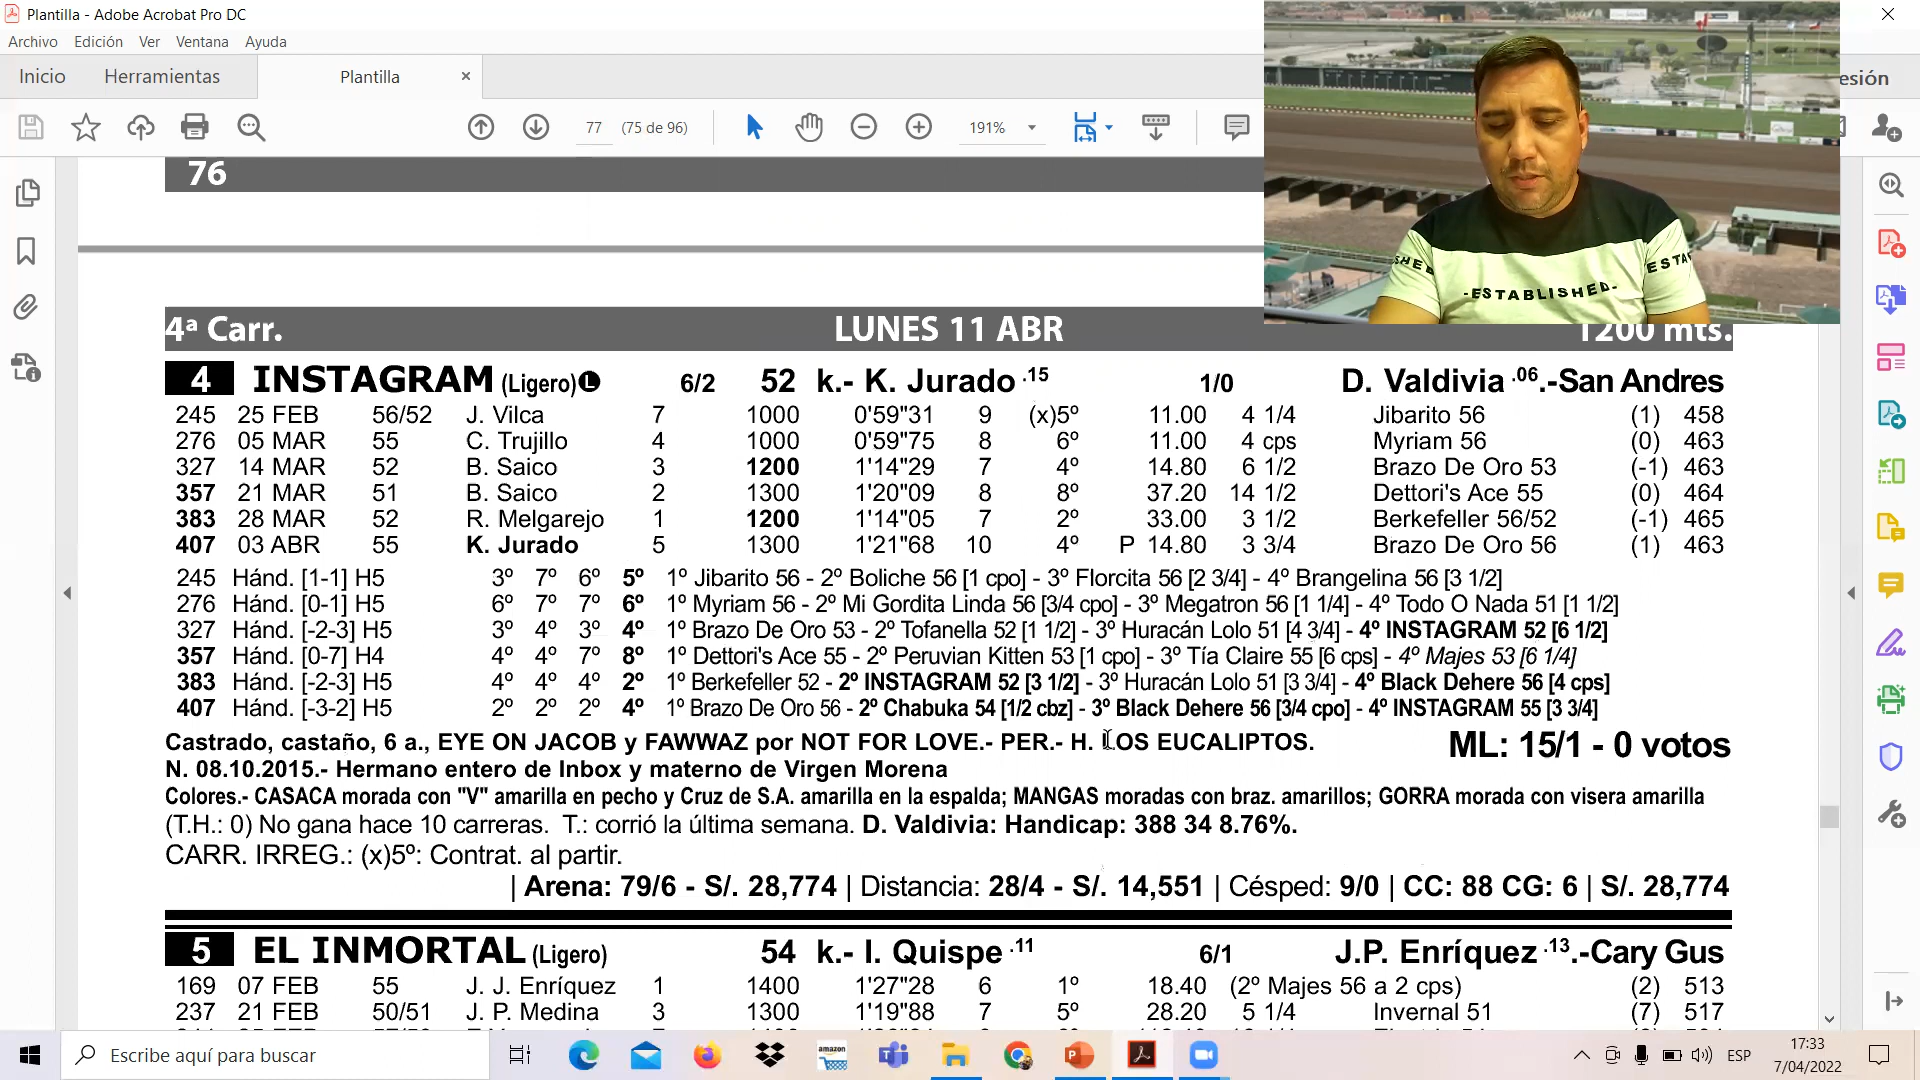 Plantilla - Adobe Acrobat Pro DC
Archivo Edición Ver Ventana Ayuda
Inicio Herramientas Plantilla × esión
77 (75 de 96) 191%
76
4ª Carr. LUNES 11 ABR 1200 mts.
4 INSTAGRAM (Ligero) L 6/2 52 k.- K. Jurado .15 1/0 D. Valdivia .06.-San Andres
245 25 FEB 56/52 J. Vilca 7 1000 0'59"31 9 (x)5º 11.00 4 1/4 Jibarito 56 (1) 458
276 05 MAR 55 C. Trujillo 4 1000 0'59"75 8 6º 11.00 4 cps Myriam 56 (0) 463
327 14 MAR 52 B. Saico 3 1200 1'14"29 7 4º 14.80 6 1/2 Brazo De Oro 53 (-1) 463
357 21 MAR 51 B. Saico 2 1300 1'20"09 8 8º 37.20 14 1/2 Dettori's Ace 55 (0) 464
383 28 MAR 52 R. Melgarejo 1 1200 1'14"05 7 2º 33.00 3 1/2 Berkefeller 56/52 (-1) 465
407 03 ABR 55 K. Jurado 5 1300 1'21"68 10 4º P 14.80 3 3/4 Brazo De Oro 56 (1) 463
245 Hánd. [1-1] H5 3º 7º 6º 5º 1º Jibarito 56 - 2º Boliche 56 [1 cpo] - 3º Florcita 56 [2 3/4] - 4º Brangelina 56 [3 1/2]
276 Hánd. [0-1] H5 6º 7º 7º 6º 1º Myriam 56 - 2º Mi Gordita Linda 56 [3/4 cpo] - 3º Megatron 56 [1 1/4] - 4º Todo O Nada 51 [1 1/2]
327 Hánd. [-2-3] H5 3º 4º 3º 4º 1º Brazo De Oro 53 - 2º Tofanella 52 [1 1/2] - 3º Huracán Lolo 51 [4 3/4] - 4º INSTAGRAM 52 [6 1/2]
357 Hánd. [0-7] H4 4º 4º 7º 8º 1º Dettori's Ace 55 - 2º Peruvian Kitten 53 [1 cpo] - 3º Tía Claire 55 [6 cps] - 4º Majes 53 [6 1/4]
383 Hánd. [-2-3] H5 4º 4º 4º 2º 1º Berkefeller 52 - 2º INSTAGRAM 52 [3 1/2] - 3º Huracán Lolo 51 [3 3/4] - 4º Black Dehere 56 [4 cps]
407 Hánd. [-3-2] H5 2º 2º 2º 4º 1º Brazo De Oro 56 - 2º Chabuka 54 [1/2 cbz] - 3º Black Dehere 56 [3/4 cpo] - 4º INSTAGRAM 55 [3 3/4]
Castrado, castaño, 6 a., EYE ON JACOB y FAWWAZ por NOT FOR LOVE.- PER.- H. LOS EUCALIPTOS. ML: 15/1 - 0 votos
N. 08.10.2015.- Hermano entero de Inbox y materno de Virgen Morena
Colores.- CASACA morada con "V" amarilla en pecho y Cruz de S.A. amarilla en la espalda; MANGAS moradas con braz. amarillos; GORRA morada con visera amarilla
(T.H.: 0) No gana hace 10 carreras. T.: corrió la última semana. D. Valdivia: Handicap: 388 34 8.76%.
CARR. IRREG.: (x)5º: Contrat. al partir.
| Arena: 79/6 - S/. 28,774 | Distancia: 28/4 - S/. 14,551 | Césped: 9/0 | CC: 88 CG: 6 | S/. 28,774
5 EL INMORTAL (Ligero) 54 k.- I. Quispe .11 6/1 J.P. Enríquez .13.-Cary Gus
169 07 FEB 55 J. J. Enríquez 1 1400 1'27"28 6 1º 18.40 (2º Majes 56 a 2 cps) (2) 513
237 21 FEB 50/51 J. P. Medina 3 1300 1'19"88 7 5º 28.20 5 1/4 Invernal 51 (7) 517
-ESTABLISHED-
Escribe aquí para buscar
amazon
ESP
17:33
7/04/2022